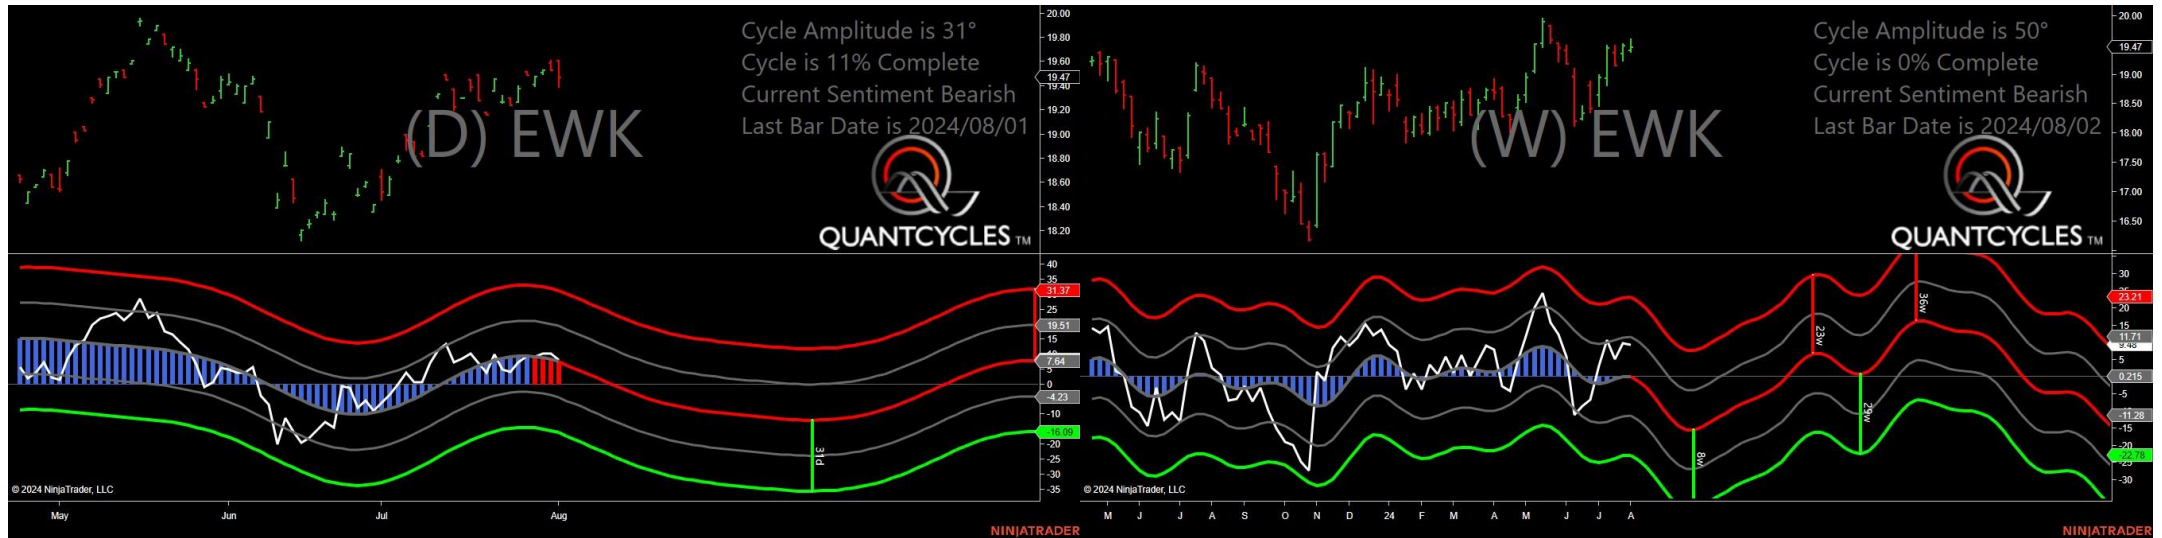 Cycle Amplitude is 31°
Cycle is 11% Complete
Current Sentiment Bearish
Last Bar Date is 2024/08/01
(D) EWK
QUANTCYCLES TM
20.00
19.80
19.60
19.47
19.40
19.20
19.00
18.80
18.60
18.40
18.20
40
35
31.37
25
19.51
15
7.64
5
0
-4.23
-10
-16.09
-20
-25
-30
-35
31d
© 2024 NinjaTrader, LLC
May Jun Jul Aug
NINJATRADER
Cycle Amplitude is 50°
Cycle is 0% Complete
Current Sentiment Bearish
Last Bar Date is 2024/08/02
(W) EWK
QUANTCYCLES TM
20.00
19.47
19.00
18.50
18.00
17.50
17.00
16.50
30
23.21
20
15
11.71
9.48
5
0.215
-5
-11.28
-15
-20
-22.78
-25
-30
8w
23w
29w
36w
© 2024 NinjaTrader, LLC
M J J A S O N D 24 F M A M J J A
NINJATRADER